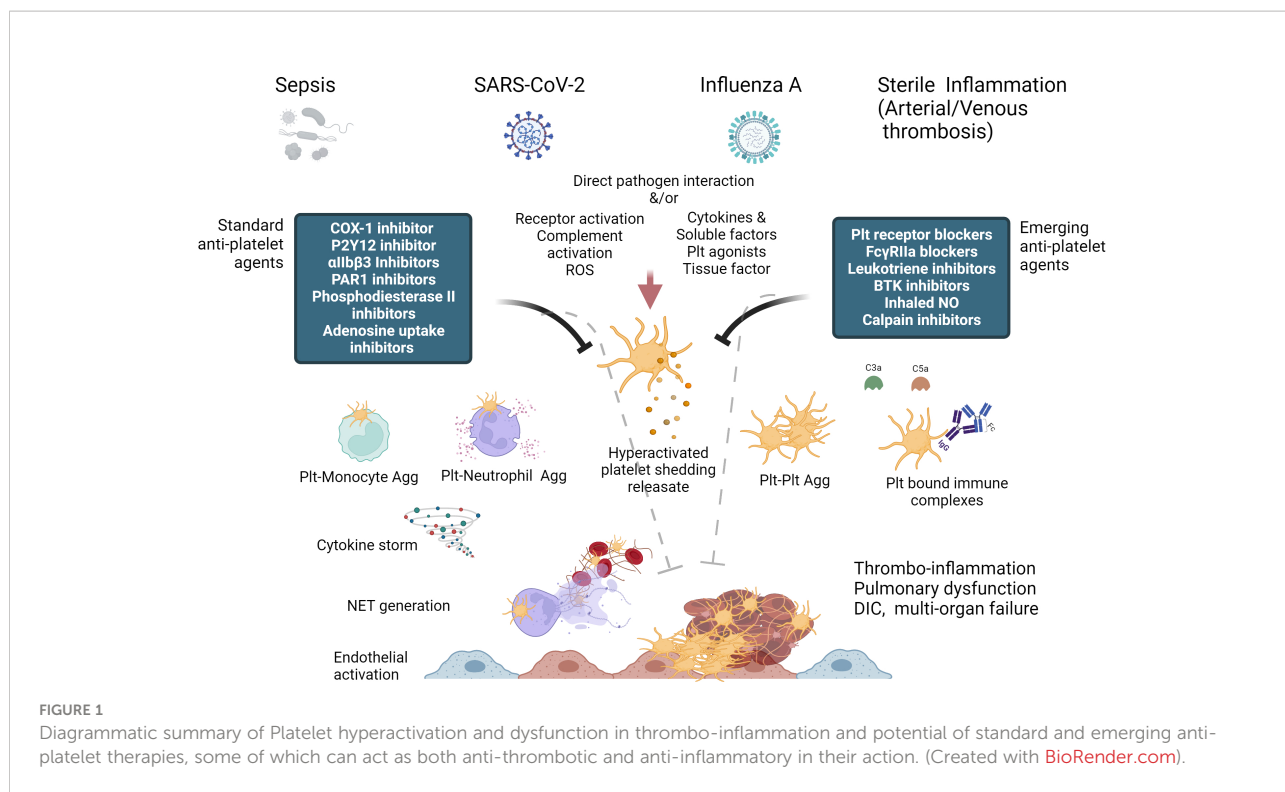 Sepsis
SARS-CoV-2
Influenza A
Sterile Inflammation
(Arterial/Venous
thrombosis)
Direct pathogen interaction
&/or
Receptor activation
Complement
activation
ROS
Cytokines &
Soluble factors
Plt agonists
Tissue factor
Standard
anti-platelet
agents
COX-1 inhibitor
P2Y12 inhibitor
αIIbβ3 Inhibitors
PAR1 inhibitors
Phosphodiesterase II
inhibitors
Adenosine uptake
inhibitors
Plt receptor blockers
FcγRIIa blockers
Leukotriene inhibitors
BTK inhibitors
Inhaled NO
Calpain inhibitors
Emerging
anti-platelet
agents
C3a
C5a
Plt-Monocyte Agg
Plt-Neutrophil Agg
Hyperactivated
platelet shedding
releasate
Plt-Plt Agg
IgG
Fc
Plt bound immune
complexes
Cytokine storm
NET generation
Endothelial
activation
Thrombo-inflammation
Pulmonary dysfunction
DIC, multi-organ failure
FIGURE 1
Diagrammatic summary of Platelet hyperactivation and dysfunction in thrombo-inflammation and potential of standard and emerging anti-
platelet therapies, some of which can act as both anti-thrombotic and anti-inflammatory in their action. (Created with BioRender.com).